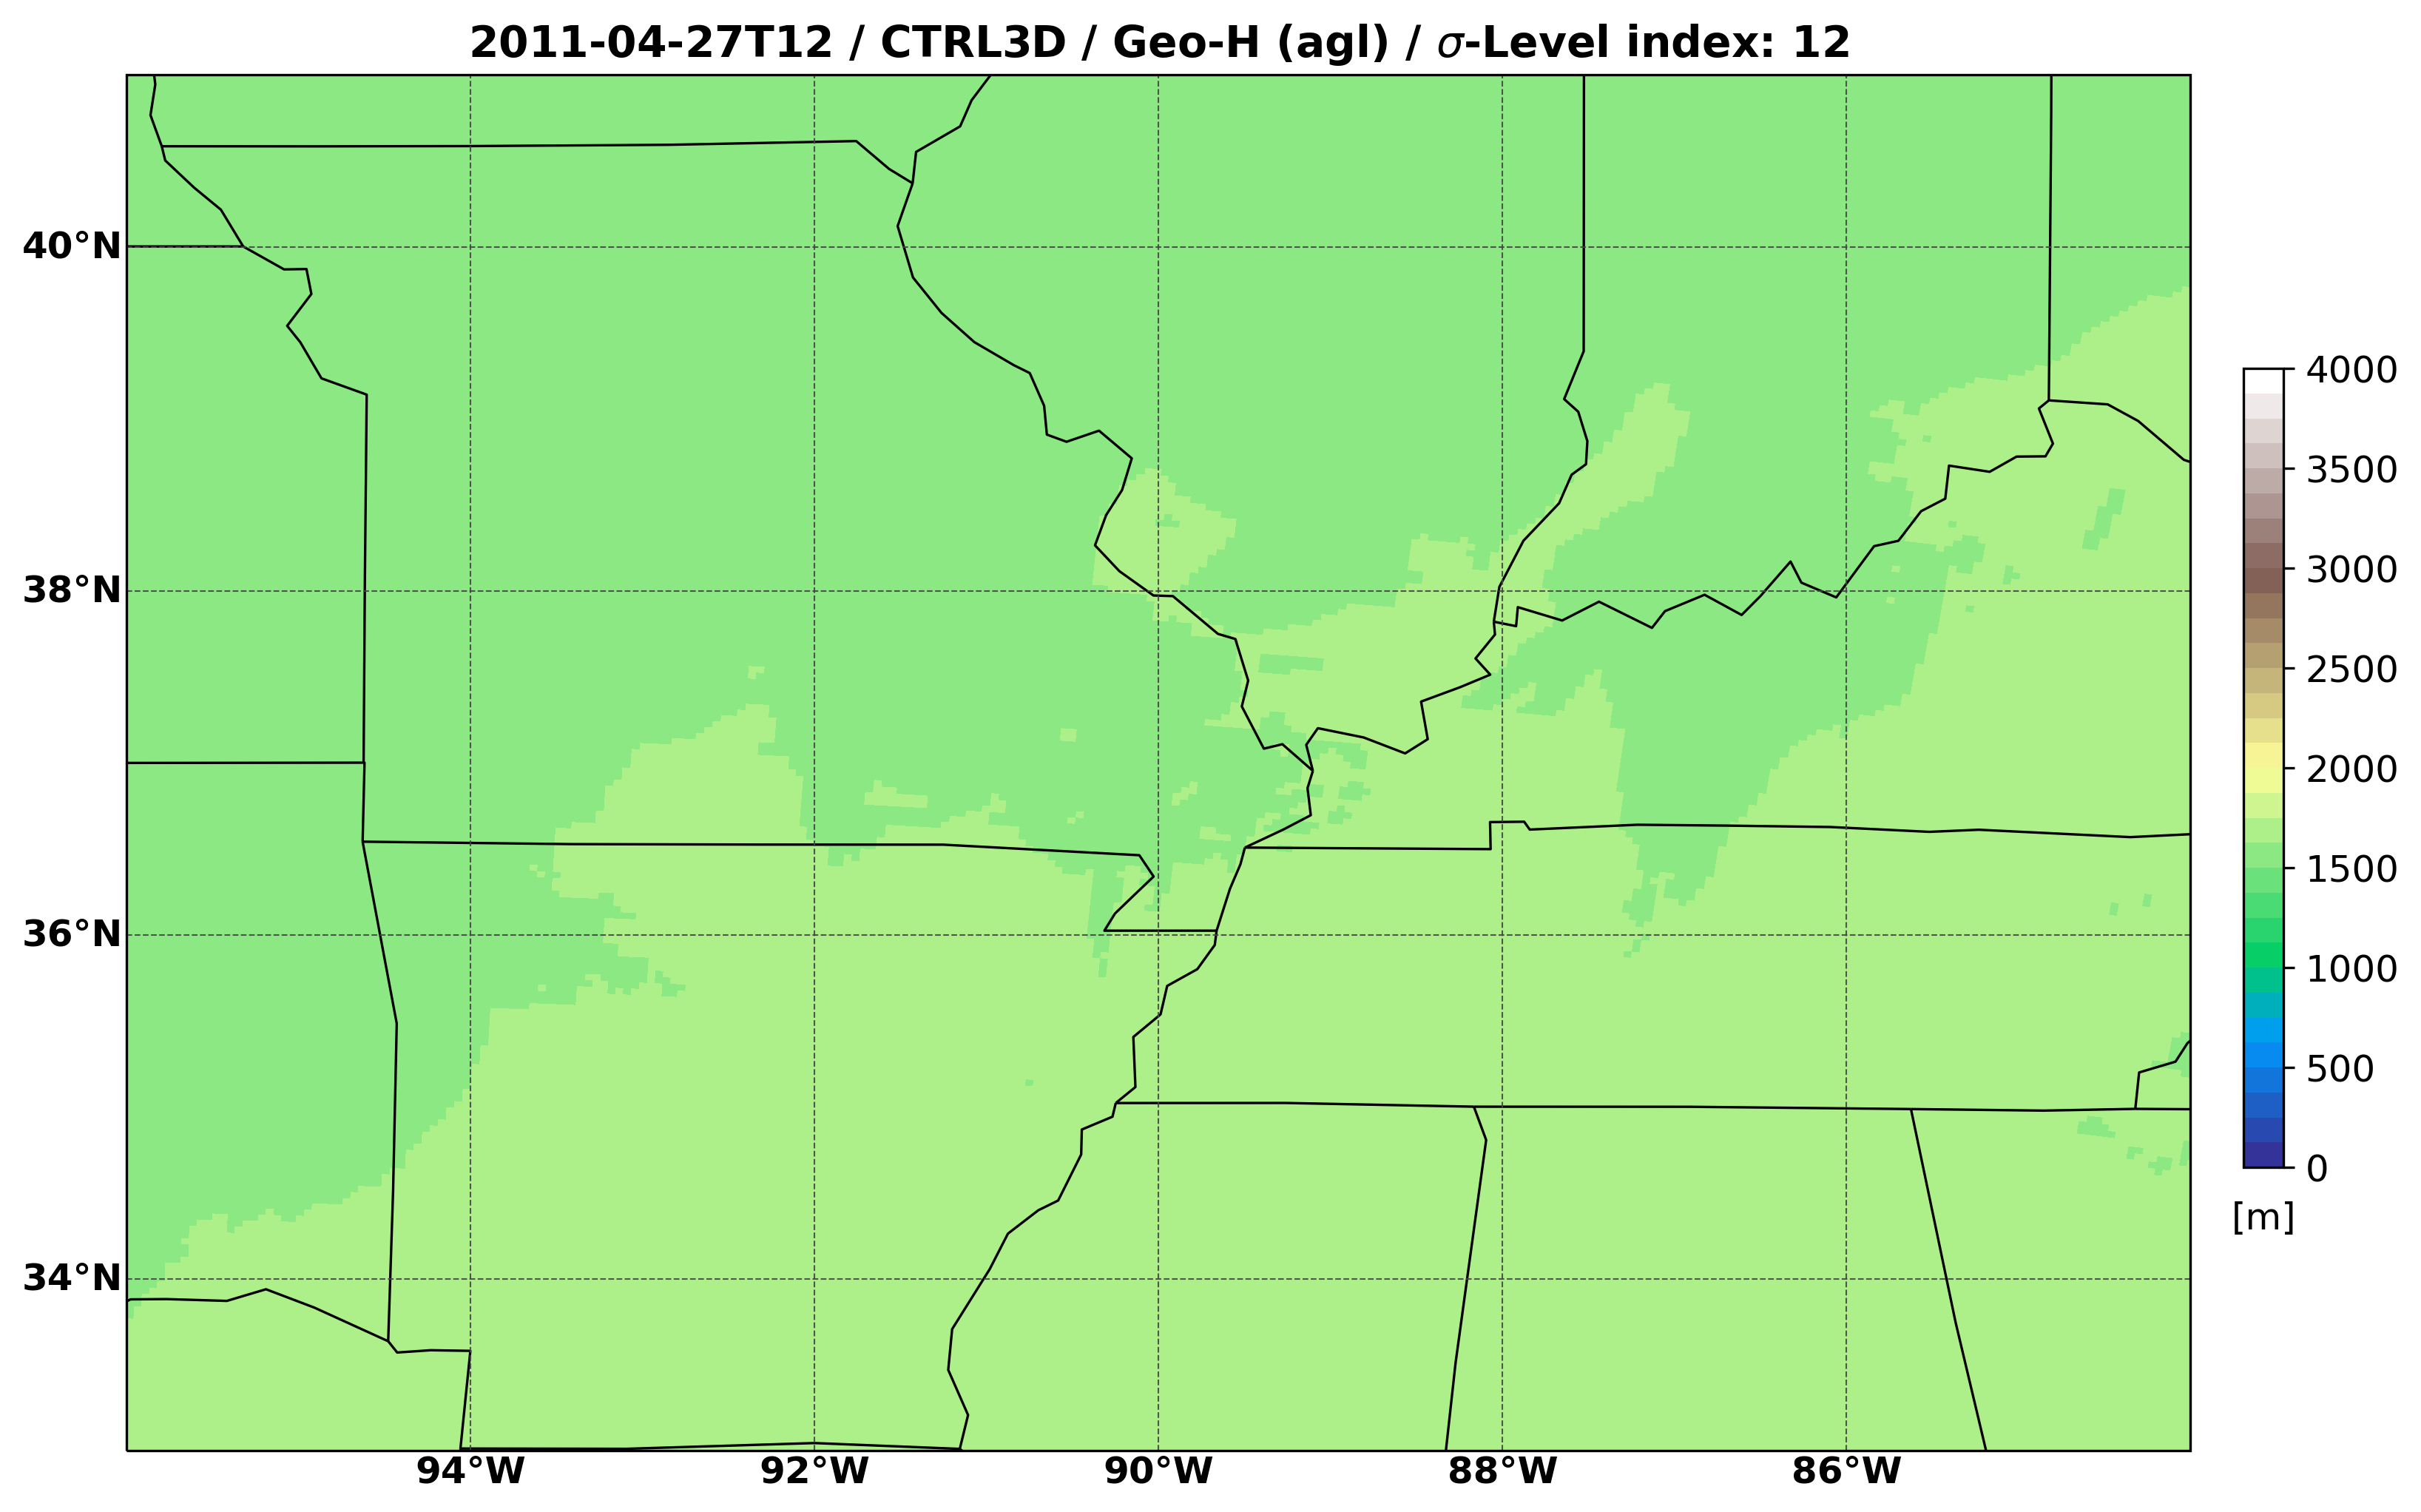 2011-04-27T12 / CTRL3D / Geo-H (agl) / σ-Level index: 12
40°N
38°N
36°N
34°N
94°W 92°W 90°W 88°W 86°W
4000
3500
3000
2500
2000
1500
1000
500
0
[m]